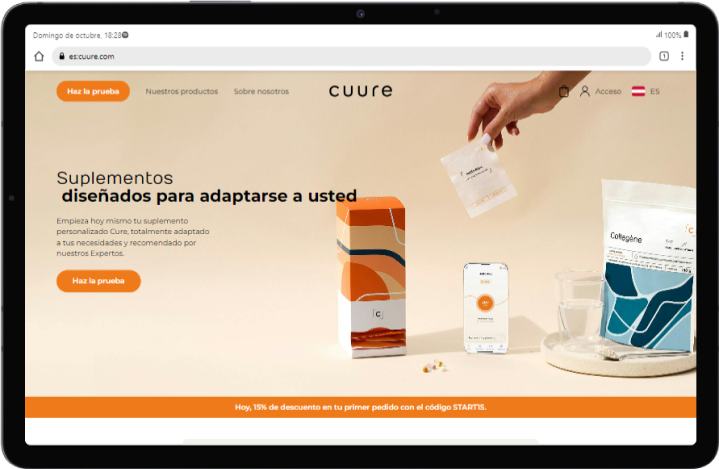 Domingo de octubre, 18:28
100%
es:cuure.com
1
Haz la prueba
Nuestros productos
Sobre nosotros
cuure
Acceso
ES
Suplementos
diseñados para adaptarse a usted
Empieza hoy mismo tu suplemento
personalizado Cure, totalmente adaptado
a tus necesidades y recomendado por
nuestros Expertos.
Haz la prueba
Collagène
[c]
Hoy, 15% de descuento en tu primer pedido con el código START15.